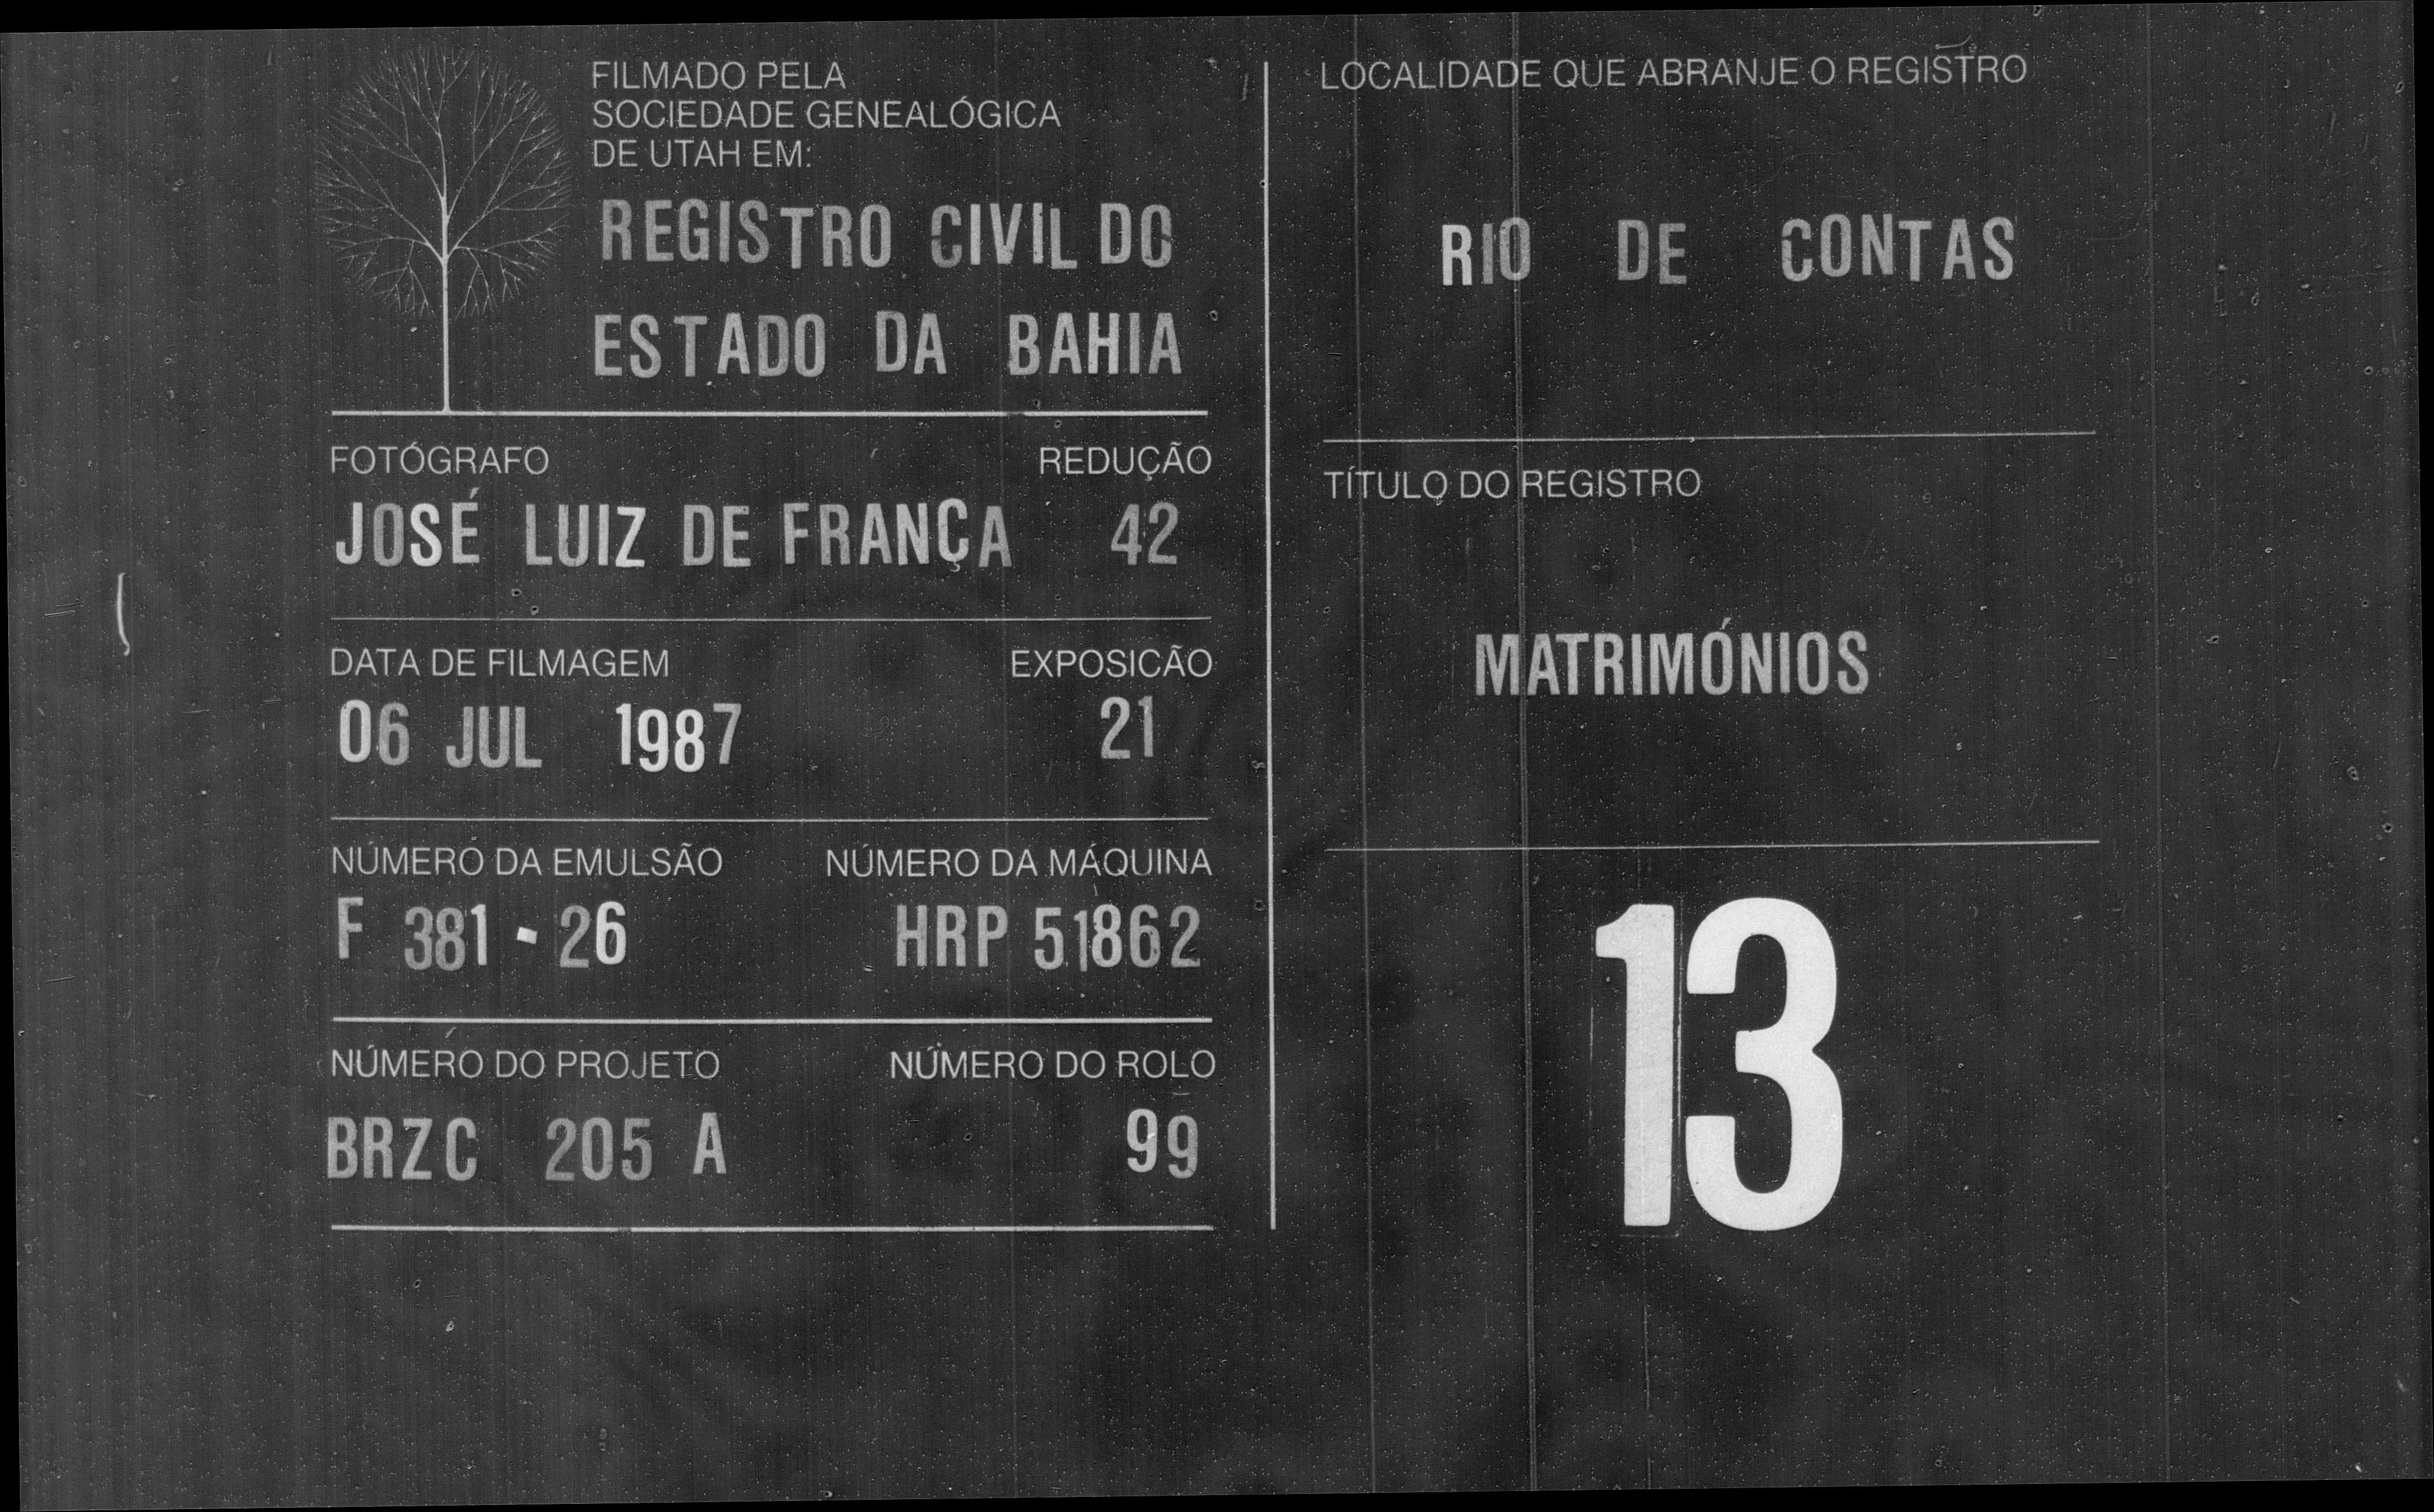 FILMADO PELA
SOCIEDADE GENEALÓGICA
DE UTAH EM:
REGISTRO CIVIL DO
ESTADO DA BAHIA
FOTÓGRAFO REDUÇÃO
JOSÉ LUIZ DE FRANÇA 42
DATA DE FILMAGEM EXPOSICÃO
06 JUL 1987 21
NÚMERO DA EMULSÃO NÚMERO DA MÁQUINA
F 381-26 HRP 51862
NÚMERO DO PROJETO NÚMERO DO ROLO
BRZC 205 A 99
LOCALIDADE QUE ABRANJE O REGISTRO
RIO DE CONTAS
TÍTULO DO REGISTRO
MATRIMÓNIOS
13